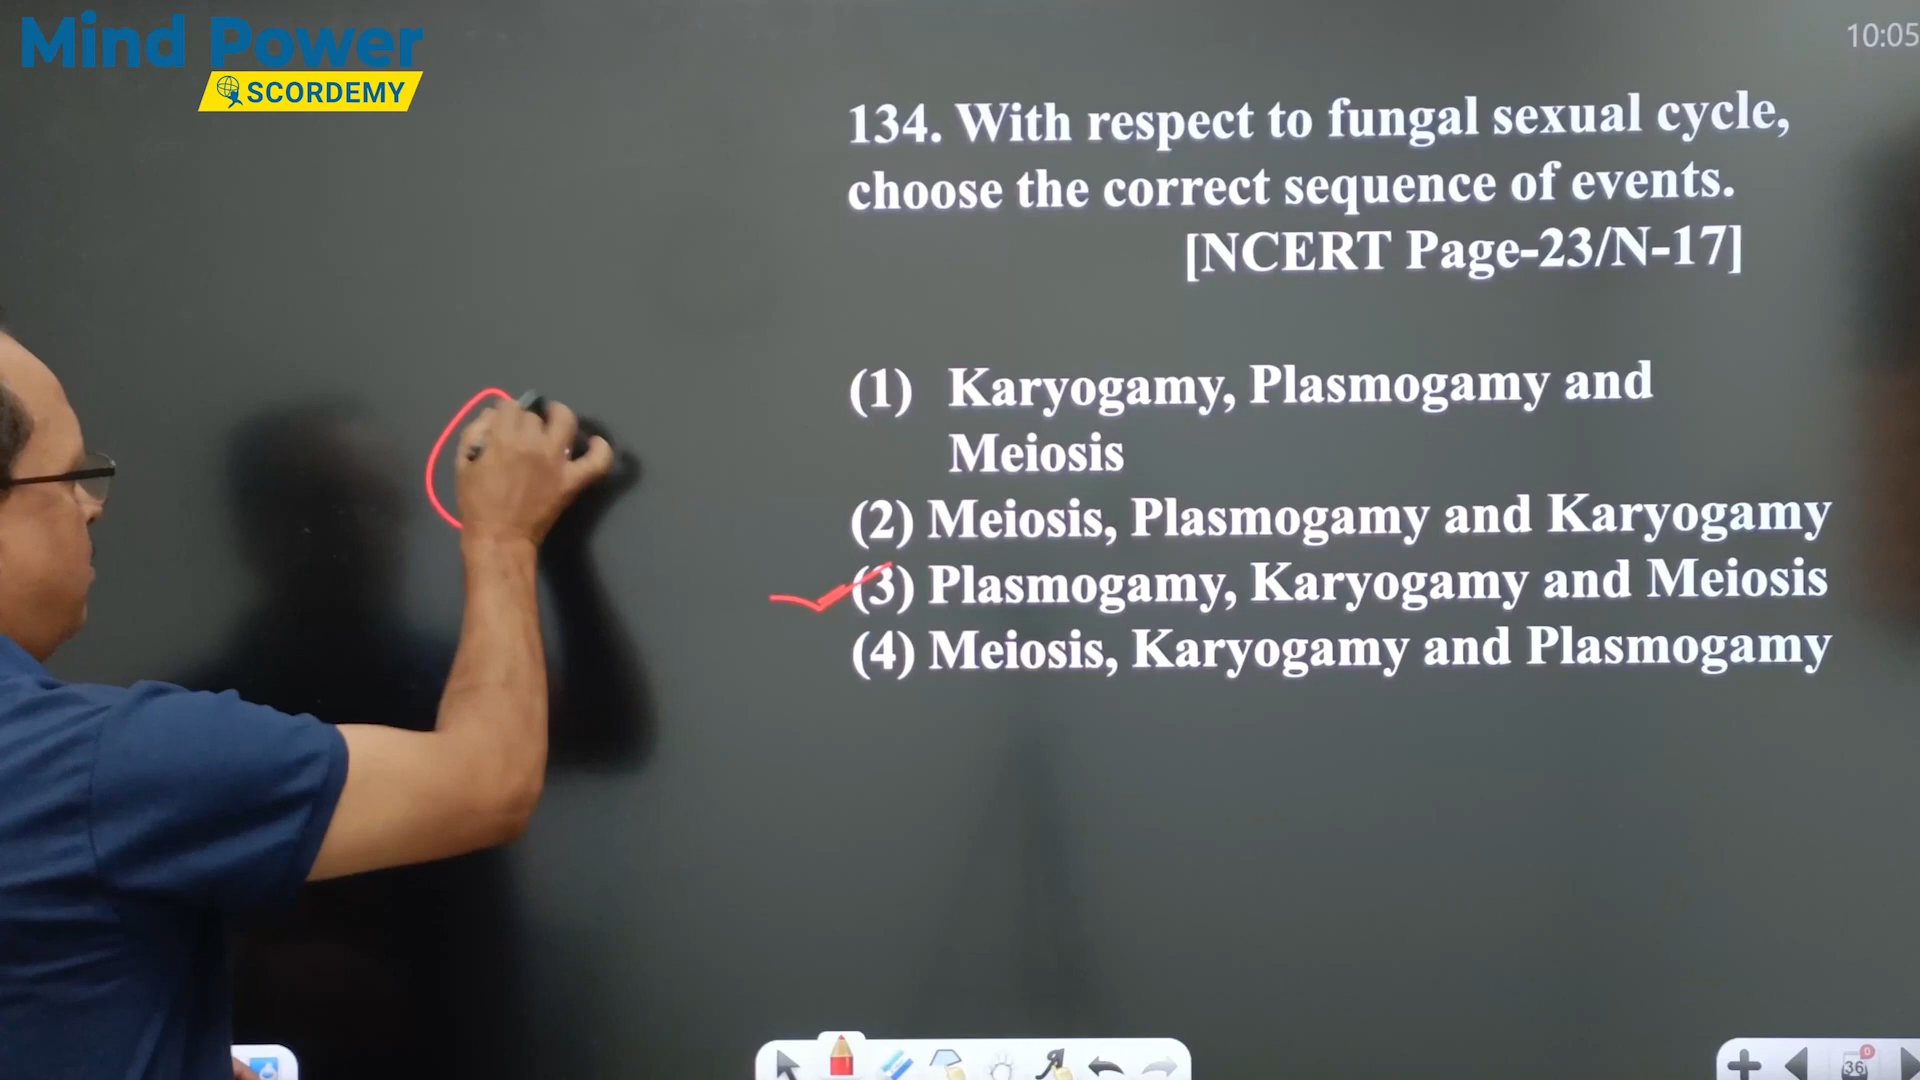 Mind Power
SCORDEMY
10:05
134. With respect to fungal sexual cycle,
choose the correct sequence of events.
[NCERT Page-23/N-17]
(1) Karyogamy, Plasmogamy and
Meiosis
(2) Meiosis, Plasmogamy and Karyogamy
(3) Plasmogamy, Karyogamy and Meiosis
(4) Meiosis, Karyogamy and Plasmogamy
36
0